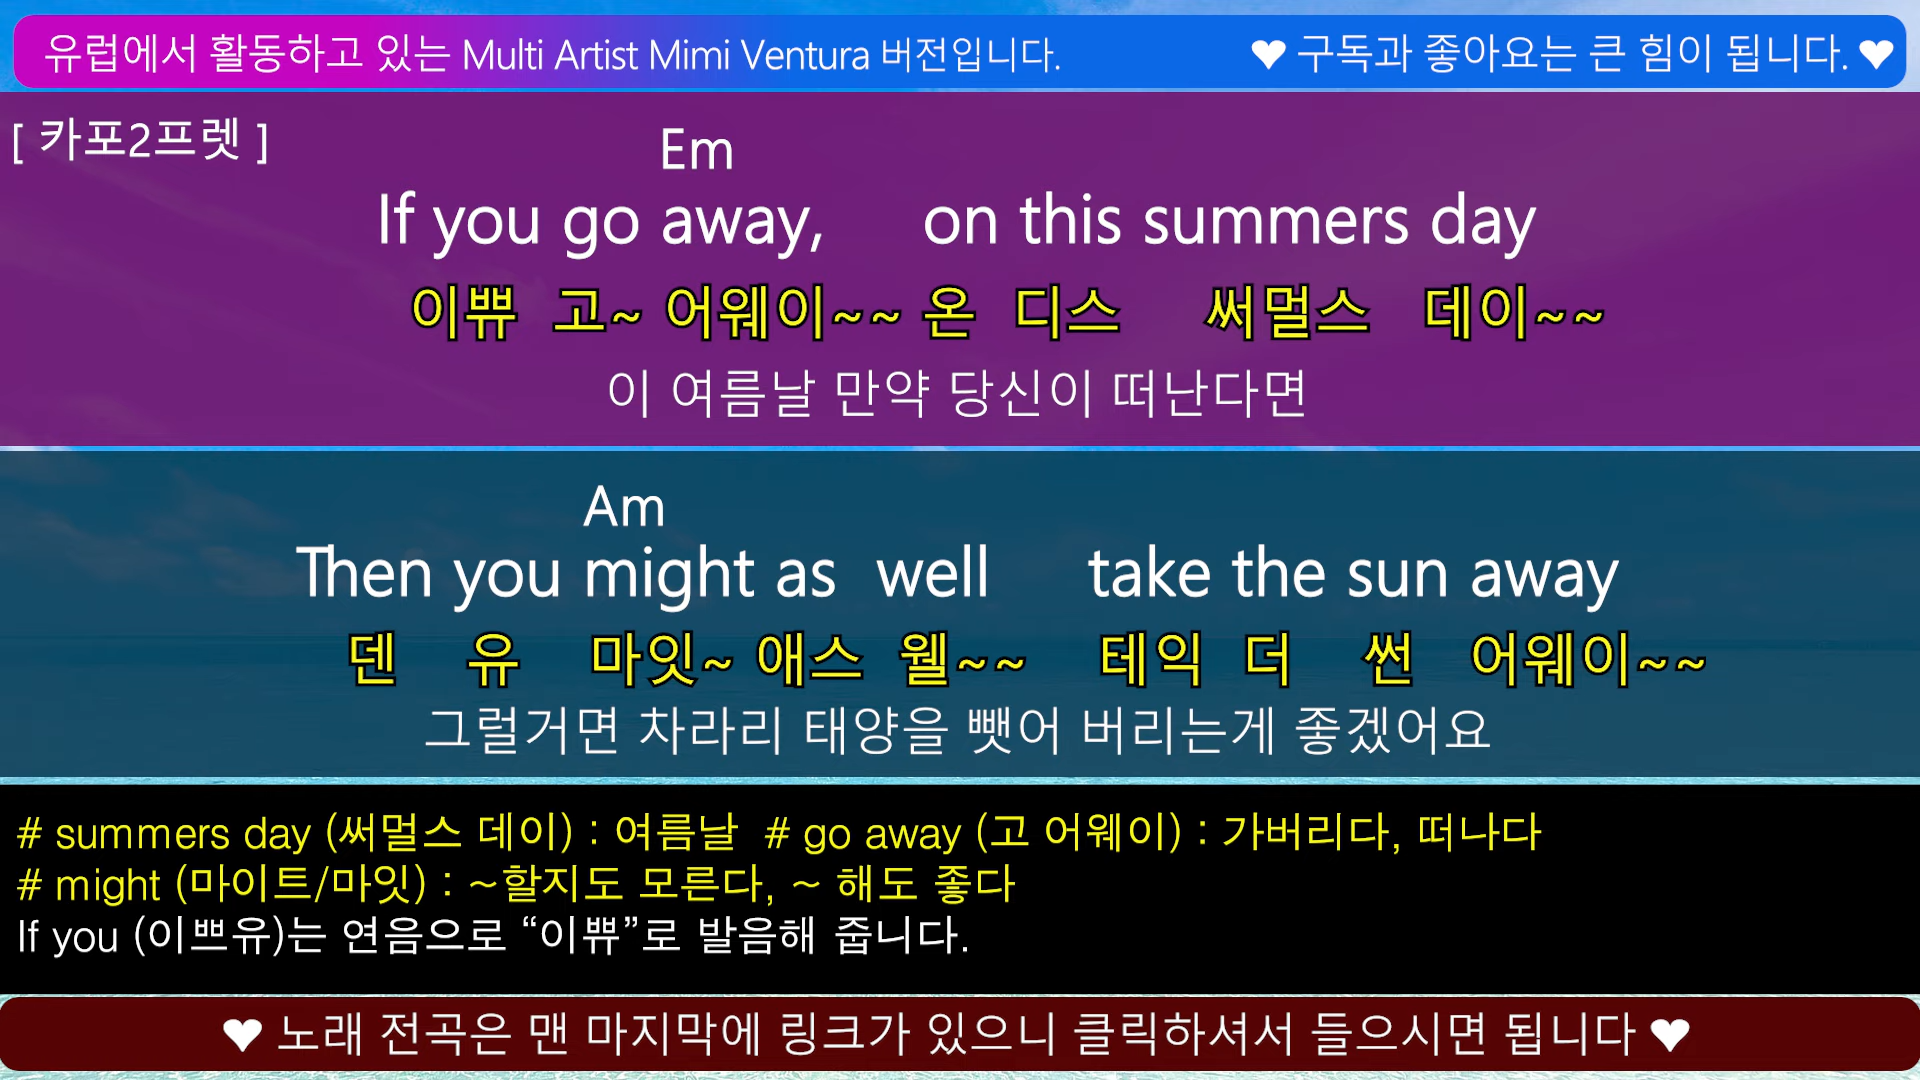 유럽에서 활동하고 있는 Multi Artist Mimi Ventura 버전입니다.
♥ 구독과 좋아요는 큰 힘이 됩니다. ♥
[ 카포2프렛 ]
Em
If you go away, on this summers day
이쀼 고~ 어웨이~~ 온 디스 써멀스 데이~~
이 여름날 만약 당신이 떠난다면
Am
Then you might as well take the sun away
덴 유 마잇~ 애스 웰~~ 테익 더 썬 어웨이~~
그럴거면 차라리 태양을 뺏어 버리는게 좋겠어요
# summers day (써멀스 데이) : 여름날 # go away (고 어웨이) : 가버리다, 떠나다
# might (마이트/마잇) : ~할지도 모른다, ~ 해도 좋다
If you (이쁘유)는 연음으로 “이쀼”로 발음해 줍니다.
♥ 노래 전곡은 맨 마지막에 링크가 있으니 클릭하셔서 들으시면 됩니다 ♥